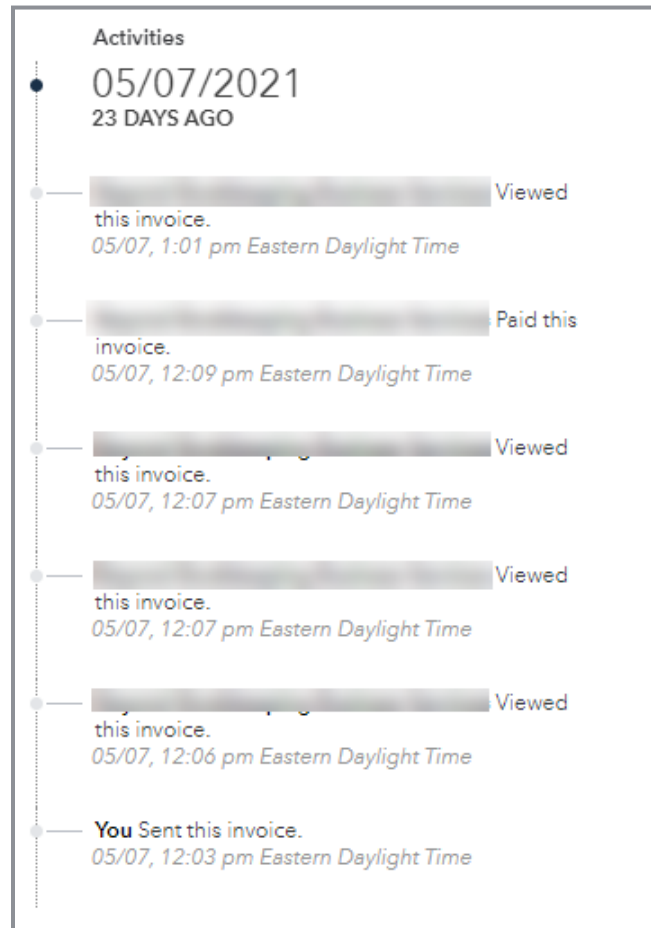 Activities
05/07/2021
23 DAYS AGO
Viewed
this invoice.
05/07, 1:01 pm Eastern Daylight Time
Paid this
invoice.
05/07, 12:09 pm Eastern Daylight Time
Viewed
this invoice.
05/07, 12:07 pm Eastern Daylight Time
Viewed
this invoice.
05/07, 12:07 pm Eastern Daylight Time
Viewed
this invoice.
05/07, 12:06 pm Eastern Daylight Time
You Sent this invoice.
05/07, 12:03 pm Eastern Daylight Time